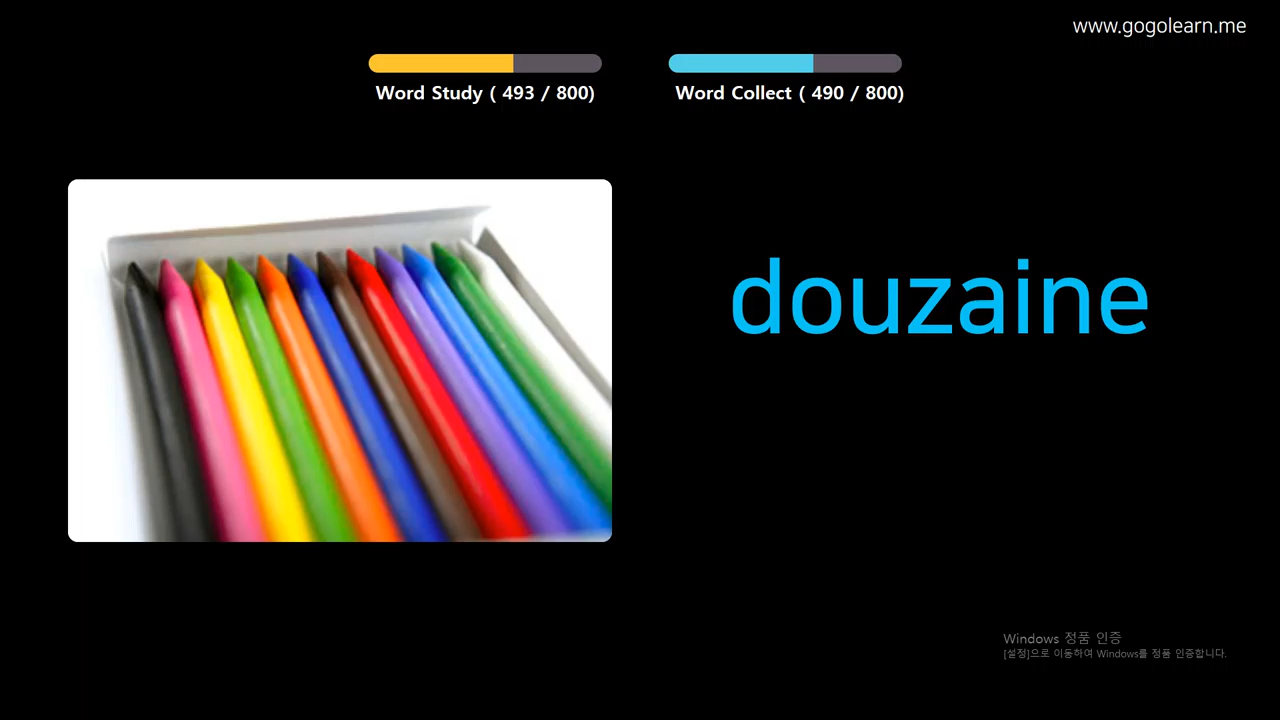 www.gogolearn.me
Word Study ( 493 / 800)
Word Collect ( 490 / 800)
douzaine
Windows 정품 인증
[설정]으로 이동하여 Windows를 정품 인증합니다.